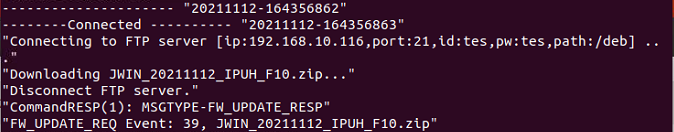 --------------------- "20211112-164356862"
--------Connected ---------- "20211112-164356863"
"Connecting to FTP server [ip:192.168.10.116,port:21,id:tes,pw:tes,path:/deb] ..
."
"Downloading JWIN_20211112_IPUH_F10.zip..."
"Disconnect FTP server."
"CommandRESP(1): MSGTYPE-FW_UPDATE_RESP"
"FW_UPDATE_REQ Event: 39, JWIN_20211112_IPUH_F10.zip"